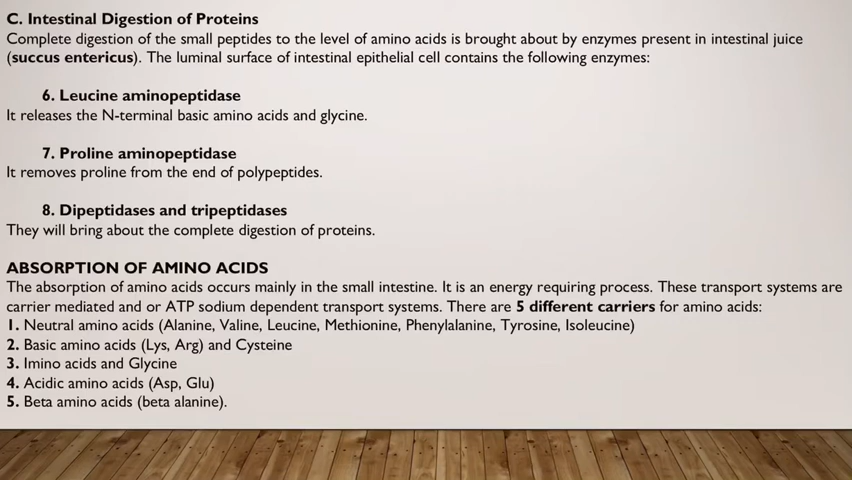 C. Intestinal Digestion of Proteins
Complete digestion of the small peptides to the level of amino acids is brought about by enzymes present in intestinal juice
(succus entericus). The luminal surface of intestinal epithelial cell contains the following enzymes:
6. Leucine aminopeptidase
It releases the N-terminal basic amino acids and glycine.
7. Proline aminopeptidase
It removes proline from the end of polypeptides.
8. Dipeptidases and tripeptidases
They will bring about the complete digestion of proteins.
ABSORPTION OF AMINO ACIDS
The absorption of amino acids occurs mainly in the small intestine. It is an energy requiring process. These transport systems are
carrier mediated and or ATP sodium dependent transport systems. There are 5 different carriers for amino acids:
1. Neutral amino acids (Alanine, Valine, Leucine, Methionine, Phenylalanine, Tyrosine, Isoleucine)
2. Basic amino acids (Lys, Arg) and Cysteine
3. Imino acids and Glycine
4. Acidic amino acids (Asp, Glu)
5. Beta amino acids (beta alanine).